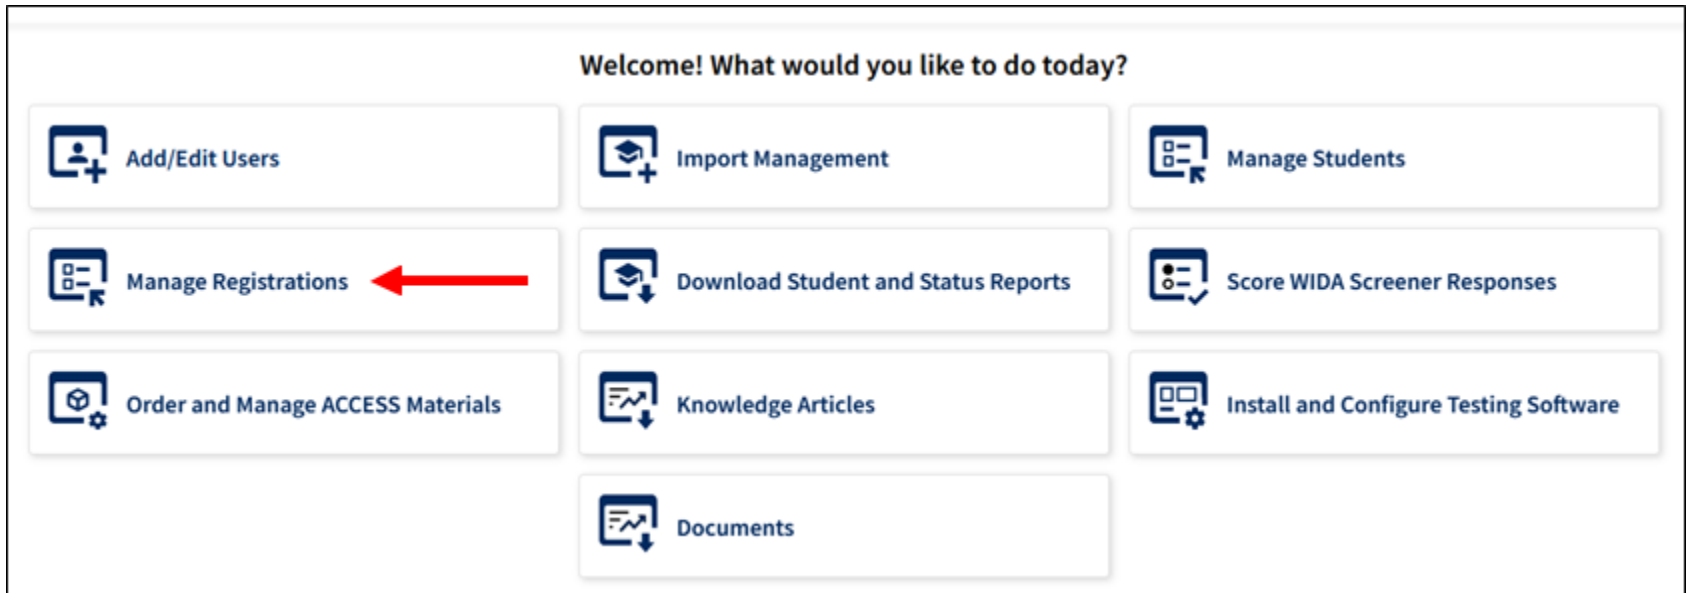 Welcome! What would you like to do today?
Add/Edit Users
Import Management
Manage Students
Manage Registrations
Download Student and Status Reports
Score WIDA Screener Responses
Order and Manage ACCESS Materials
Knowledge Articles
Install and Configure Testing Software
Documents